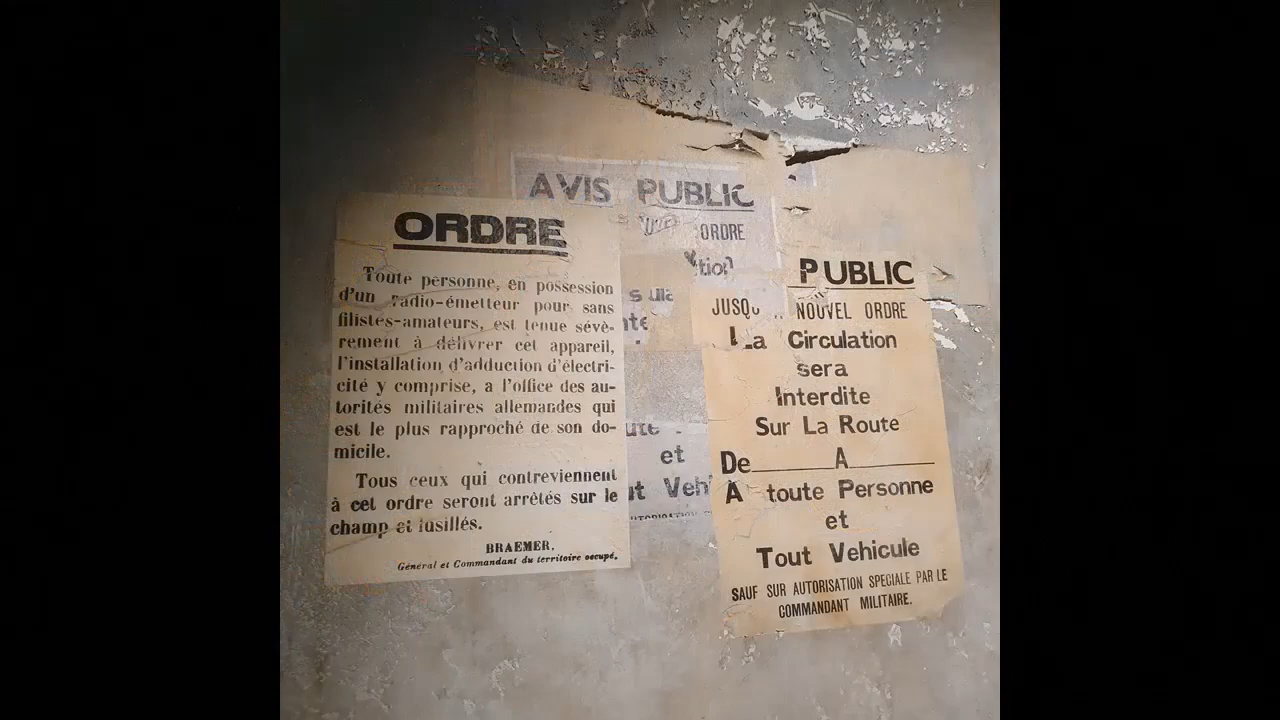 ORDRE
Toute personne, en possession
d'un radio-émetteur pour sans
filistes-amateurs, est tenue sévè-
rement à délivrer cet appareil,
l'installation d'adduction d'électri-
cité y comprise, a l'office des au-
torités militaires allemandes qui
est le plus rapproché de son do-
micile.
Tous ceux qui contreviennent
à cet ordre seront arrêtés sur le
champ et fusillés.
BRAEMER.
Général et Commandant du territoire occupé.
AVIS PUBLIC
ORDRE
et
Vehi
PUBLIC
NOUVEL ORDRE
La Circulation
sera
Interdite
Sur La Route
De______A______
A toute Personne
et
Tout Vehicule
SAUF SUR AUTORISATION SPECIALE PAR LE
COMMANDANT MILITAIRE.